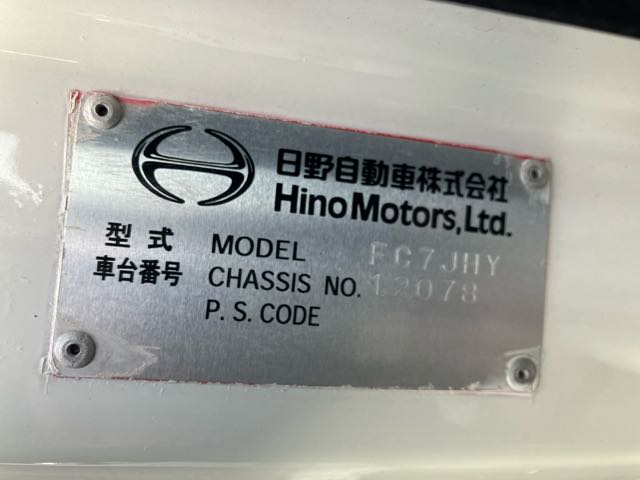 日野自動車株式会社
Hino Motors, Ltd.
型式 MODEL FC7JHY
車台番号 CHASSIS NO. 12078
P. S. CODE